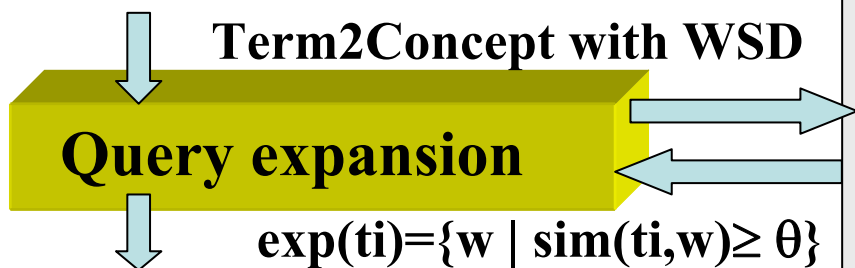 Term2Concept with WSD
Query expansion
exp(ti)={w | sim(ti,w)≥ θ}